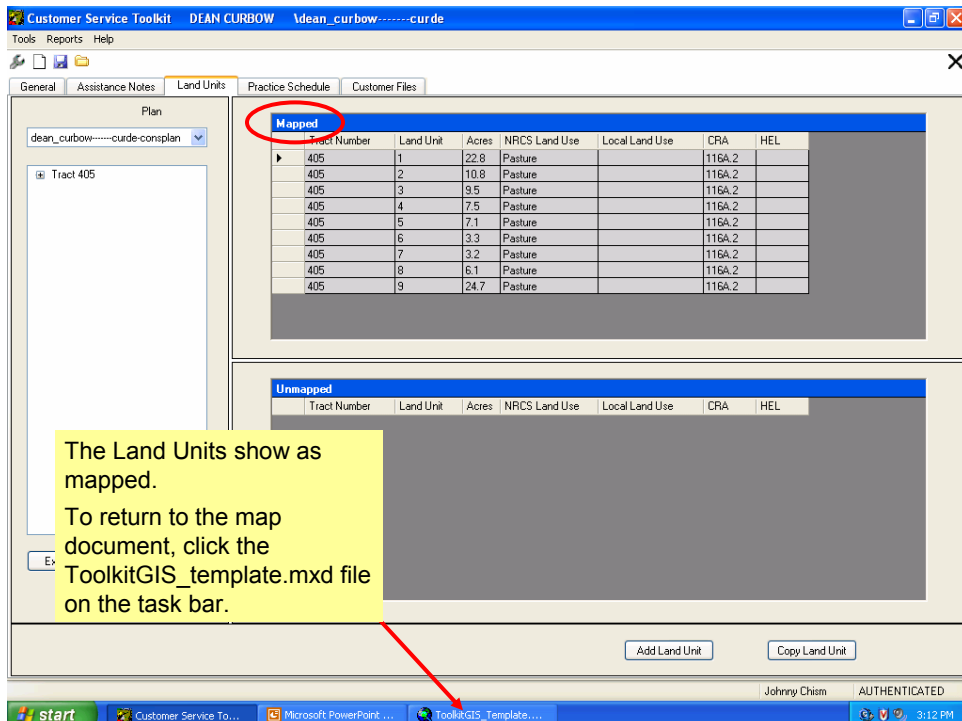 Customer Service Toolkit DEAN CURBOW \dean_curbow-------curde
Tools Reports Help
General Assistance Notes Land Units Practice Schedule Customer Files
Plan
dean_curbow-------curde-consplan
Tract 405
Mapped
Tract Number Land Unit Acres NRCS Land Use Local Land Use CRA HEL
405 1 22.8 Pasture 116A.2
405 2 10.8 Pasture 116A.2
405 3 9.5 Pasture 116A.2
405 4 7.5 Pasture 116A.2
405 5 7.1 Pasture 116A.2
405 6 3.3 Pasture 116A.2
405 7 3.2 Pasture 116A.2
405 8 6.1 Pasture 116A.2
405 9 24.7 Pasture 116A.2
Unmapped
Tract Number Land Unit Acres NRCS Land Use Local Land Use CRA HEL
The Land Units show as
mapped.
To return to the map
document, click the
ToolkitGIS_template.mxd file
on the task bar.
Add Land Unit Copy Land Unit
Johnny Chism AUTHENTICATED
start Customer Service To... Microsoft PowerPoint ... ToolkitGIS_Template.... 3:12 PM